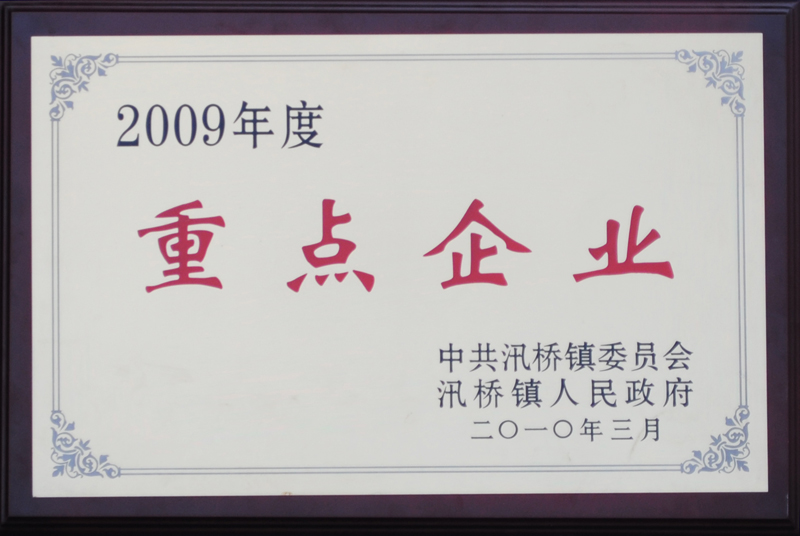 2009年度
重点企业
中共汛桥镇委员会
汛桥镇人民政府
二〇一〇年三月